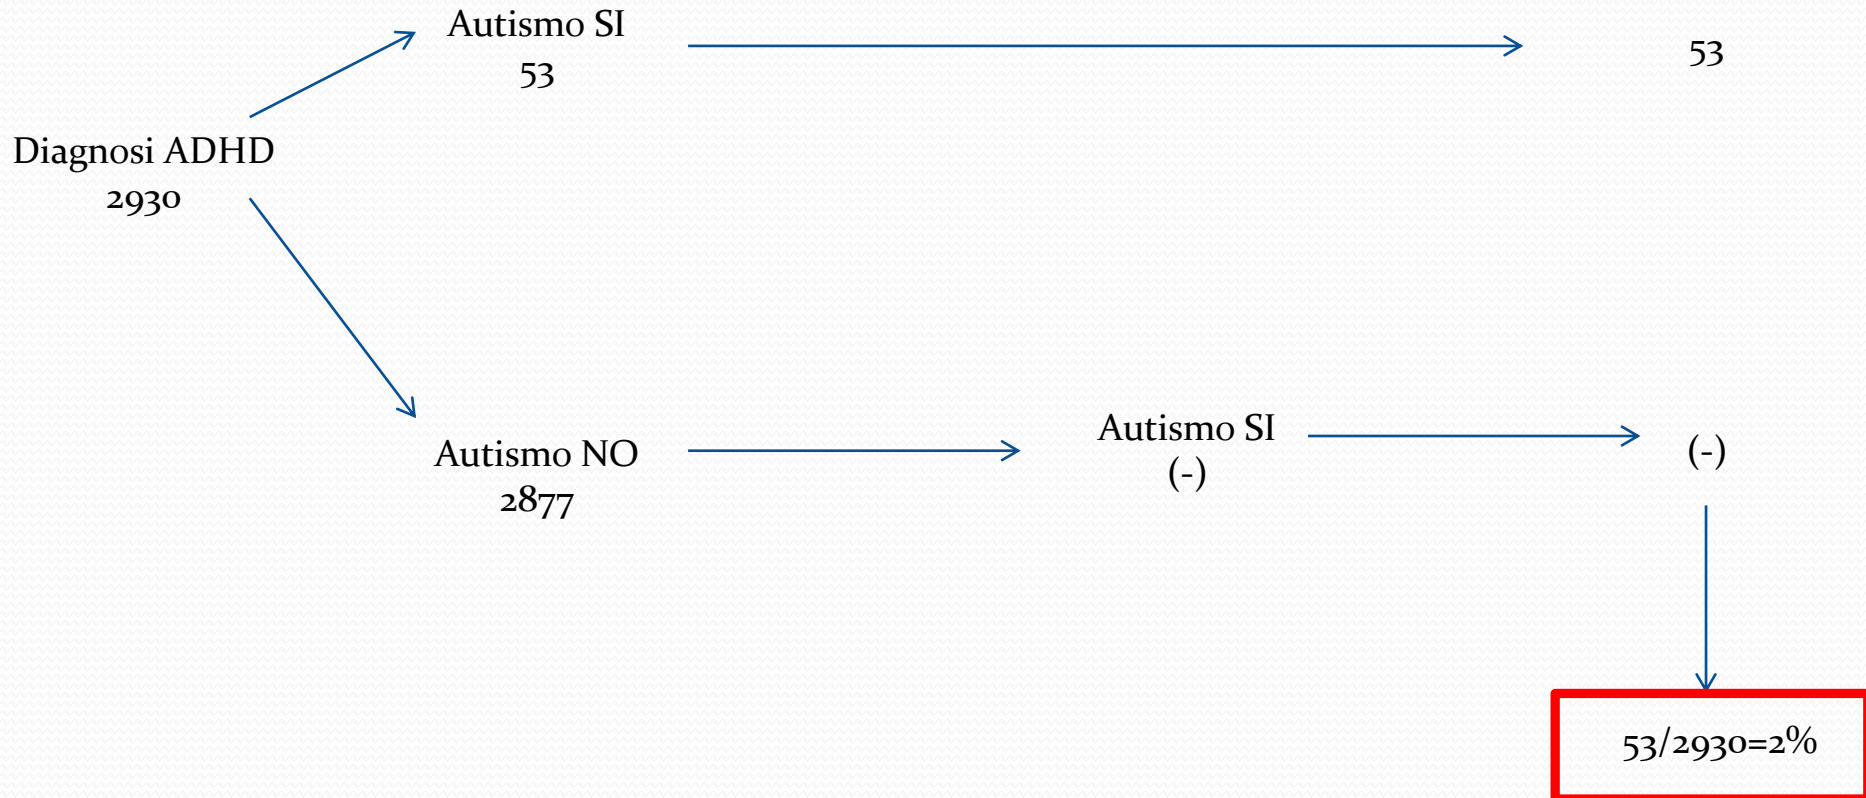 Autismo SI
53
53
Diagnosi ADHD
2930
Autismo NO
2877
Autismo SI
(-)
(-)
53/2930=2%